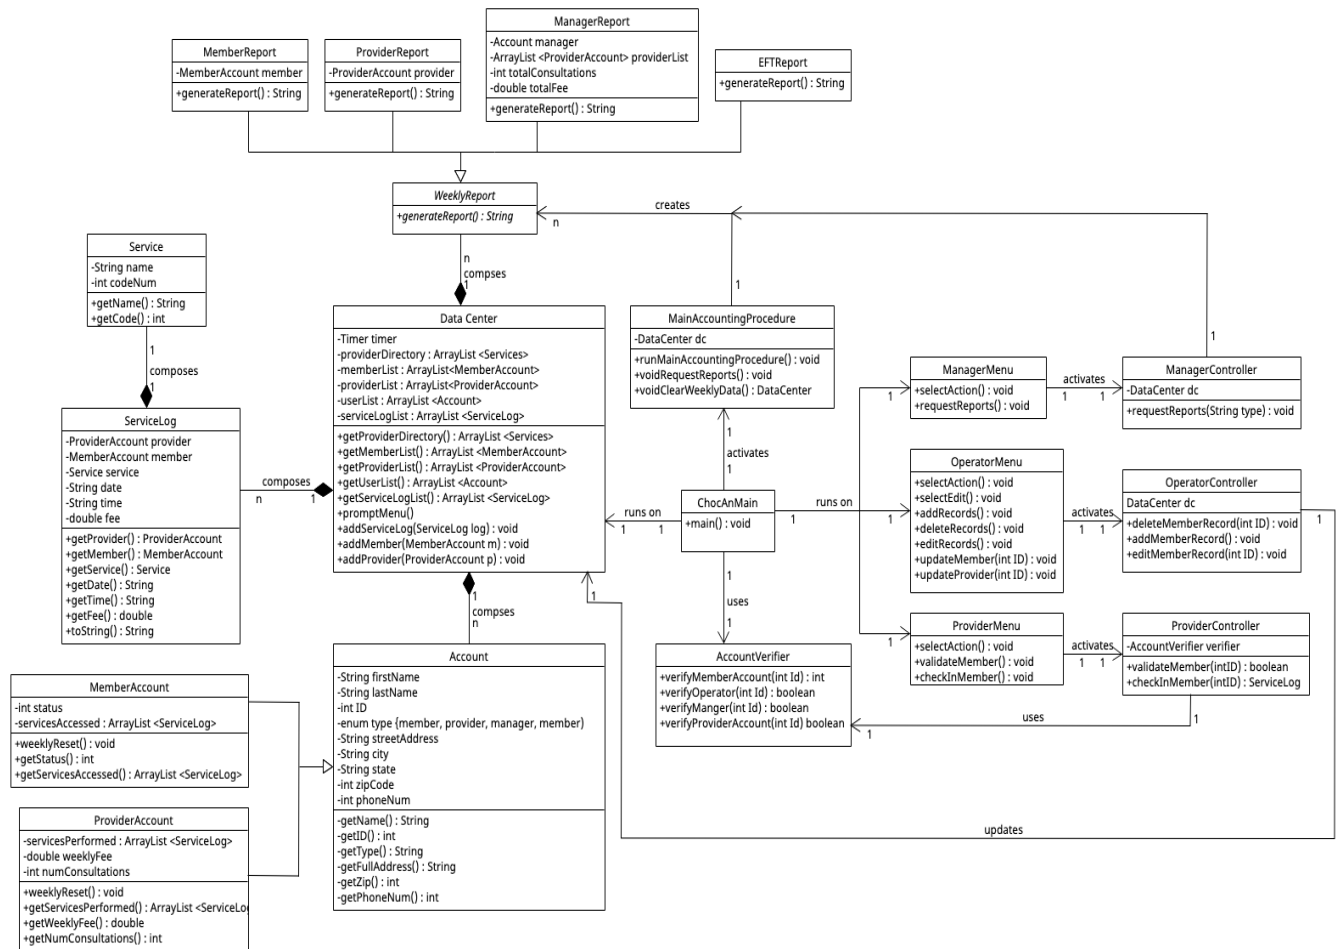 MemberReport
-MemberAccount member
+generateReport() : String
ProviderReport
-ProviderAccount provider
+generateReport() : String
ManagerReport
-Account manager
-ArrayList <ProviderAccount> providerList
-int totalConsultations
-double totalFee
+generateReport() : String
EFTReport
+generateReport() : String
WeeklyReport
+generateReport() : String
creates
n
1
1
n
compses
1
Service
-String name
-int codeNum
+getName() : String
+getCode() : int
1
composes
1
ServiceLog
-ProviderAccount provider
-MemberAccount member
-Service service
-String date
-String time
-double fee
+getProvider() : ProviderAccount
+getMember() : MemberAccount
+getService() : Service
+getDate() : String
+getTime() : String
+getFee() : double
+toString() : String
composes
n 1
Data Center
-Timer timer
-providerDirectory : ArrayList <Services>
-memberList : ArrayList<MemberAccount>
-providerList : ArrayList<ProviderAccount>
-userList : ArrayList <Account>
-serviceLogList : ArrayList <ServiceLog>
+getProviderDirectory() : ArrayList <Services>
+getMemberList() : ArrayList <MemberAccount>
+getProviderList() : ArrayList <ProviderAccount>
+getUserList() : ArrayList <Account>
+getServiceLogList() : ArrayList <ServiceLog>
+promptMenu()
+addServiceLog(ServiceLog log) : void
+addMember(MemberAccount m) : void
+addProvider(ProviderAccount p) : void
MainAccountingProcedure
-DataCenter dc
+runMainAccountingProcedure() : void
+voidRequestReports() : void
+voidClearWeeklyData() : DataCenter
1
activates
1
ChocAnMain
+main() : void
runs on
1 1
1
runs on
1
1
1
1
uses
1
ManagerMenu
+selectAction() : void
+requestReports() : void
activates
1 1
ManagerController
-DataCenter dc
+requestReports(String type) : void
OperatorMenu
+selectAction() : void
+selectEdit() : void
+addRecords() : void
+deleteRecords() : void
+editRecords() : void
+updateMember(int ID) : void
+updateProvider(int ID) : void
activates
1 1
OperatorController
DataCenter dc
+deleteMemberRecord(int ID) : void
+addMemberRecord() : void
+editMemberRecord(int ID) : void
1
ProviderMenu
+selectAction() : void
+validateMember() : void
+checkInMember() : void
activates
1 1
ProviderController
-AccountVerifier verifier
+validateMember(intID) : boolean
+checkInMember(intID) : ServiceLog
uses
1
1
AccountVerifier
+verifyMemberAccount(int Id) : int
+verifyOperator(int Id) : boolean
+verifyManger(int Id) : boolean
+verifyProviderAccount(int Id) boolean
1
updates
1
compses
n
Account
-String firstName
-String lastName
-int ID
-enum type {member, provider, manager, member)
-String streetAddress
-String city
-String state
-int zipCode
-int phoneNum
-getName() : String
-getID() : int
-getType() : String
-getFullAddress() : String
-getZip() : int
-getPhoneNum() : int
MemberAccount
-int status
-servicesAccessed : ArrayList <ServiceLog>
+weeklyReset() : void
+getStatus() : int
+getServicesAccessed() : ArrayList <ServiceLog>
ProviderAccount
-servicesPerformed : ArrayList <ServiceLog>
-double weeklyFee
-int numConsultations
+weeklyReset() : void
+getServicesPerformed() : ArrayList <ServiceLo
+getWeeklyFee() : double
+getNumConsultations() : int